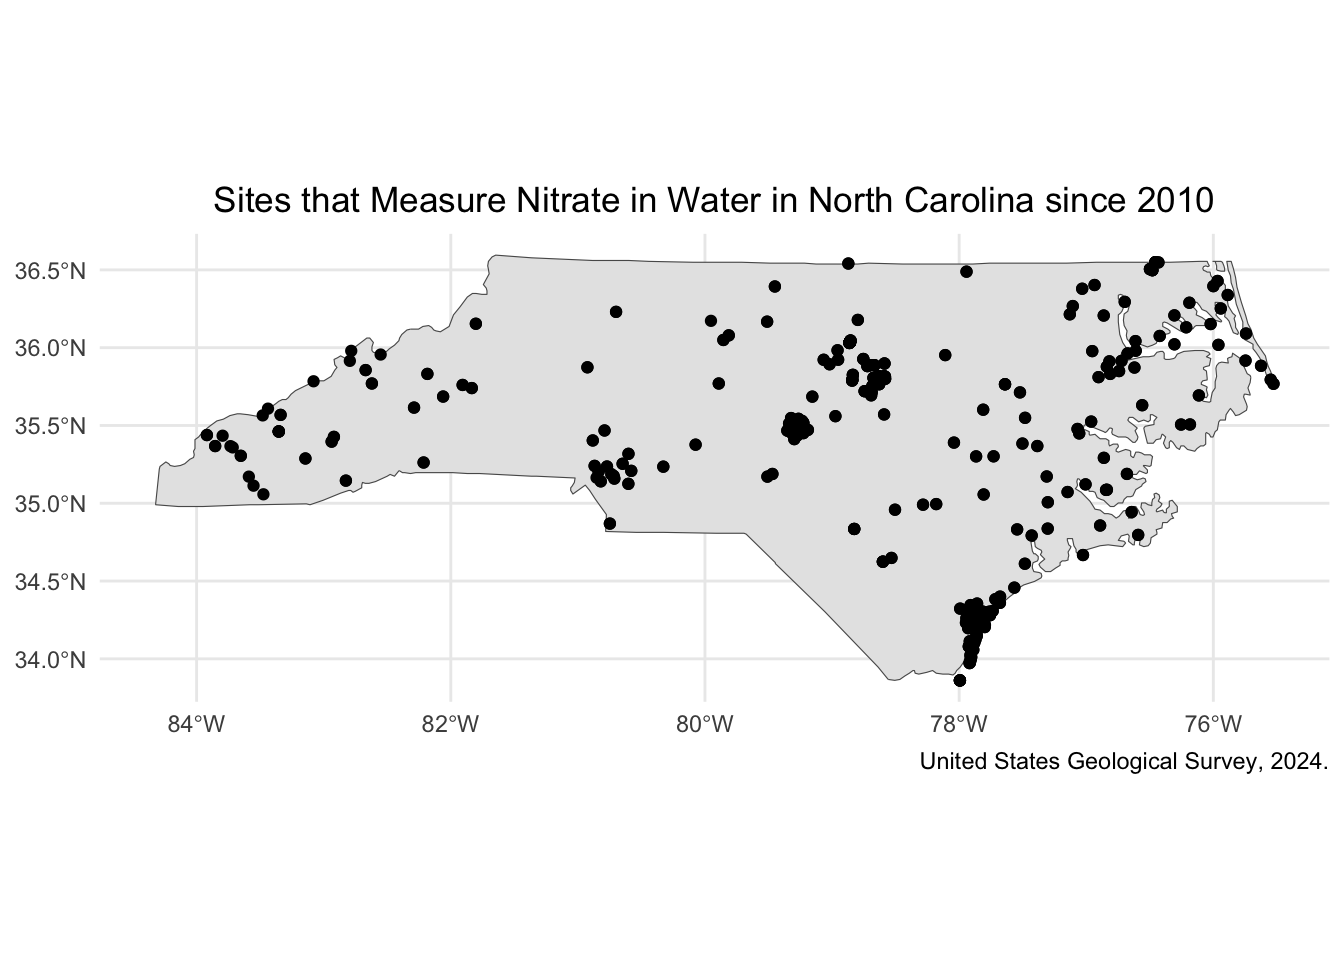 Sites that Measure Nitrate in Water in North Carolina since 2010
36.5°N
36.0°N
35.5°N
35.0°N
34.5°N
34.0°N
84°W 82°W 80°W 78°W 76°W
United States Geological Survey, 2024.